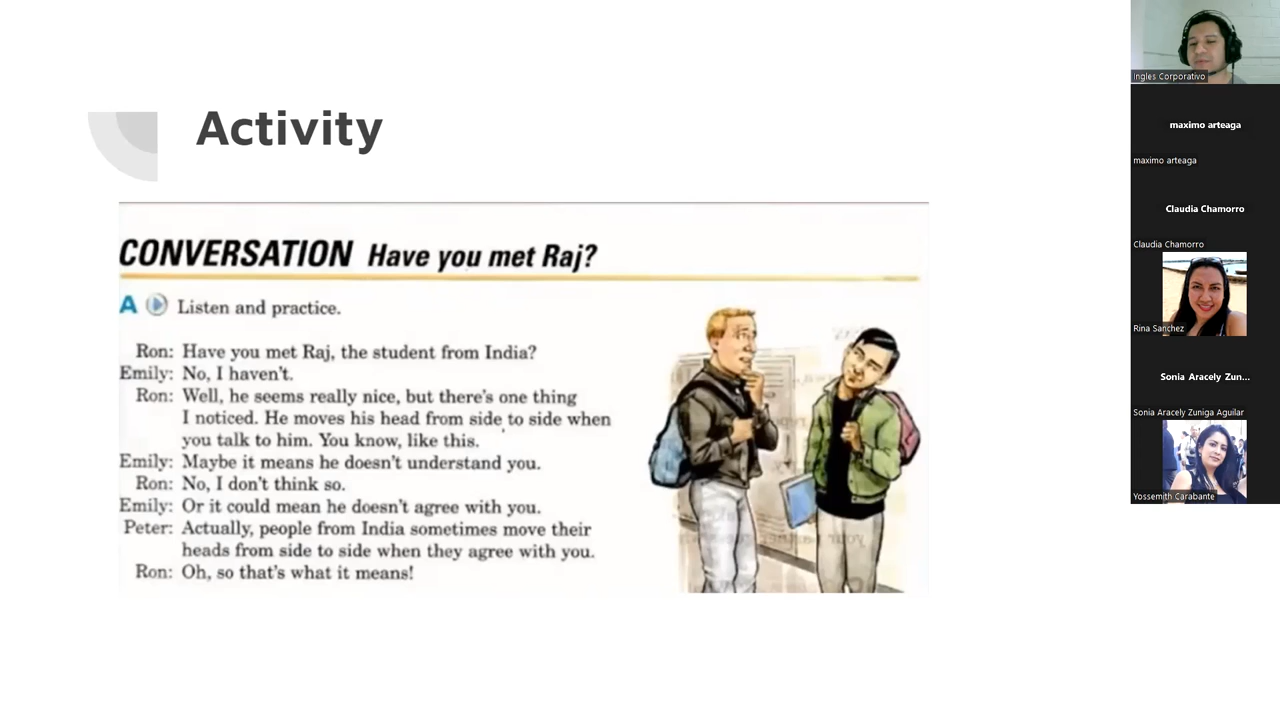 Activity
CONVERSATION Have you met Raj?
A Listen and practice.
Ron: Have you met Raj, the student from India?
Emily: No, I haven't.
Ron: Well, he seems really nice, but there's one thing
I noticed. He moves his head from side to side when
you talk to him. You know, like this.
Emily: Maybe it means he doesn't understand you.
Ron: No, I don't think so.
Emily: Or it could mean he doesn't agree with you.
Peter: Actually, people from India sometimes move their
heads from side to side when they agree with you.
Ron: Oh, so that's what it means!
Ingles Corporativo
maximo arteaga
maximo arteaga
Claudia Chamorro
Claudia Chamorro
Rina Sanchez
Sonia Aracely Zun...
Sonia Aracely Zuniga Aguilar
Yossemith Carabante